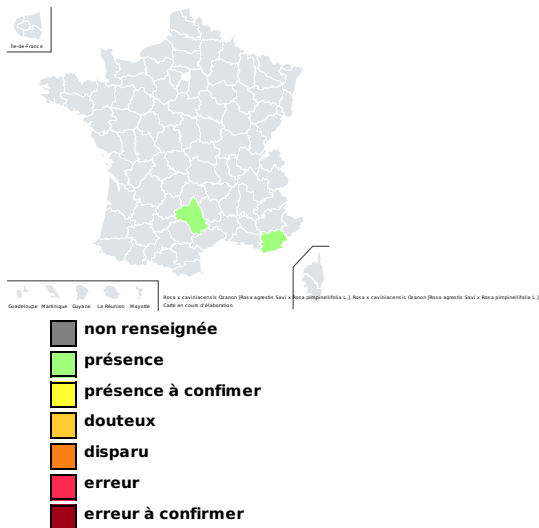 Île-de-France
Guadeloupe Martinique Guyane La Réunion Mayotte
Rosa x caviniacensis Ozanon [Rosa agrestis Savi x Rosa pimpinellifolia L.], Rosa x caviniacensis Ozanon [Rosa agrestis Savi x Rosa pimpinellifolia L.]
Carte en cours d'élaboration.
non renseignée
présence
présence à confimer
douteux
disparu
erreur
erreur à confirmer